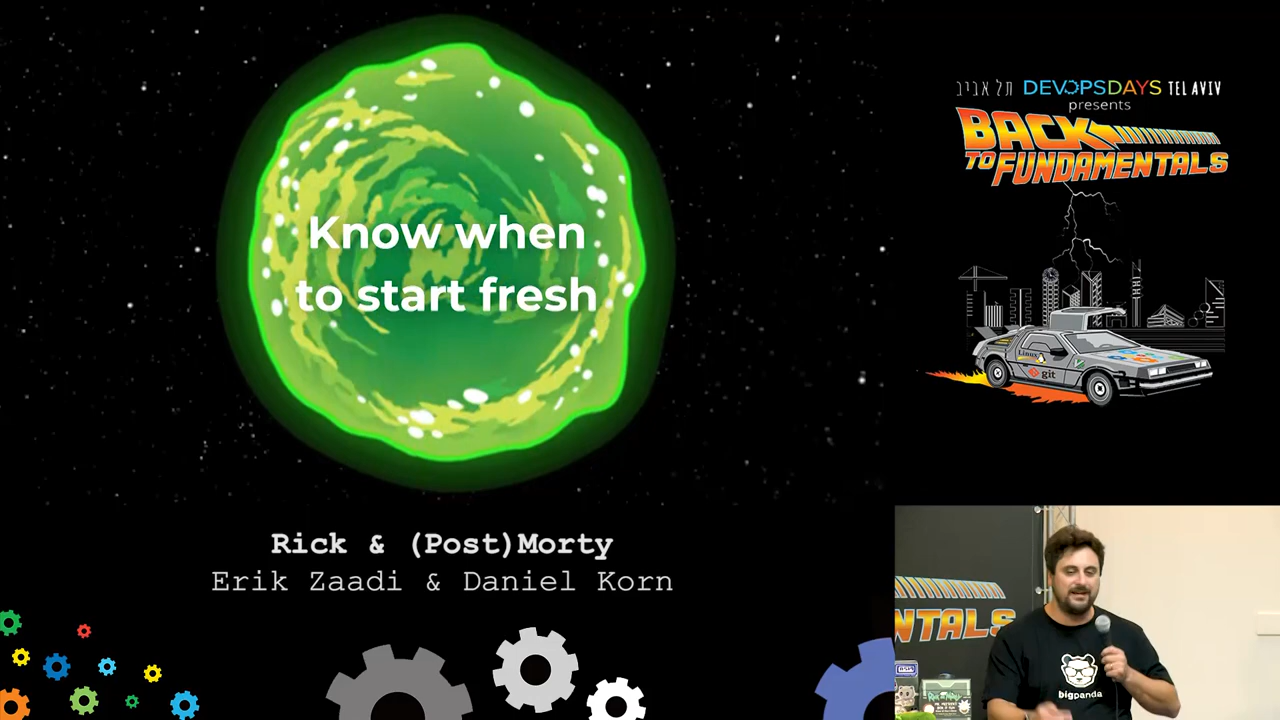 Know when
to start fresh
Rick & (Post)Morty
Erik Zaadi & Daniel Korn
תל אביב DEVOPSDAYS TEL AVIV
presents
BACK
TO FUNDAMENTALS
Linux
git
NTALS
bigpanda